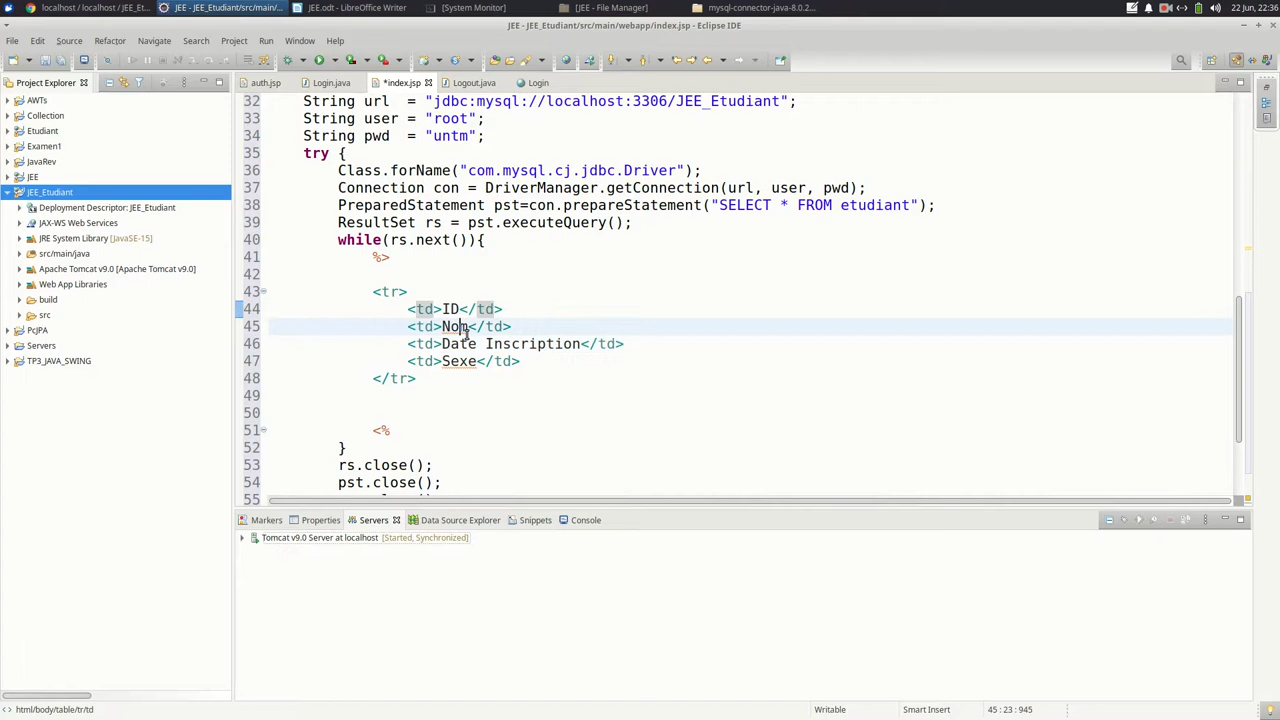 localhost / localhost / JEE_Et...
JEE - JEE_Etudiant/src/main/...
JEE.odt - LibreOffice Writer
[System Monitor]
[JEE - File Manager]
mysql-connector-java-8.0.2...
22 Jun, 22:36
JEE - JEE_Etudiant/src/main/webapp/index.jsp - Eclipse IDE
File Edit Source Refactor Navigate Search Project Run Window Help
Project Explorer
auth.jsp Login.java *index.jsp Logout.java Login
AWTs
Collection
Etudiant
Examen1
JavaRev
JEE
JEE_Etudiant
Deployment Descriptor: JEE_Etudiant
JAX-WS Web Services
JRE System Library [JavaSE-15]
src/main/java
Apache Tomcat v9.0 [Apache Tomcat v9.0]
Web App Libraries
build
src
PcJPA
Servers
TP3_JAVA_SWING
32 String url = "jdbc:mysql://localhost:3306/JEE_Etudiant";
33 String user = "root";
34 String pwd = "untm";
35 try {
36 Class.forName("com.mysql.cj.jdbc.Driver");
37 Connection con = DriverManager.getConnection(url, user, pwd);
38 PreparedStatement pst=con.prepareStatement("SELECT * FROM etudiant");
39 ResultSet rs = pst.executeQuery();
40 while(rs.next()){
41 %>
42
43 <tr>
44 <td>ID</td>
45 <td>Nom</td>
46 <td>Date Inscription</td>
47 <td>Sexe</td>
48 </tr>
49
50
51 <%
52 }
53 rs.close();
54 pst.close();
55
Markers Properties Servers Data Source Explorer Snippets Console
Tomcat v9.0 Server at localhost [Started, Synchronized]
html/body/table/tr/td
Writable
Smart Insert
45 : 23 : 945